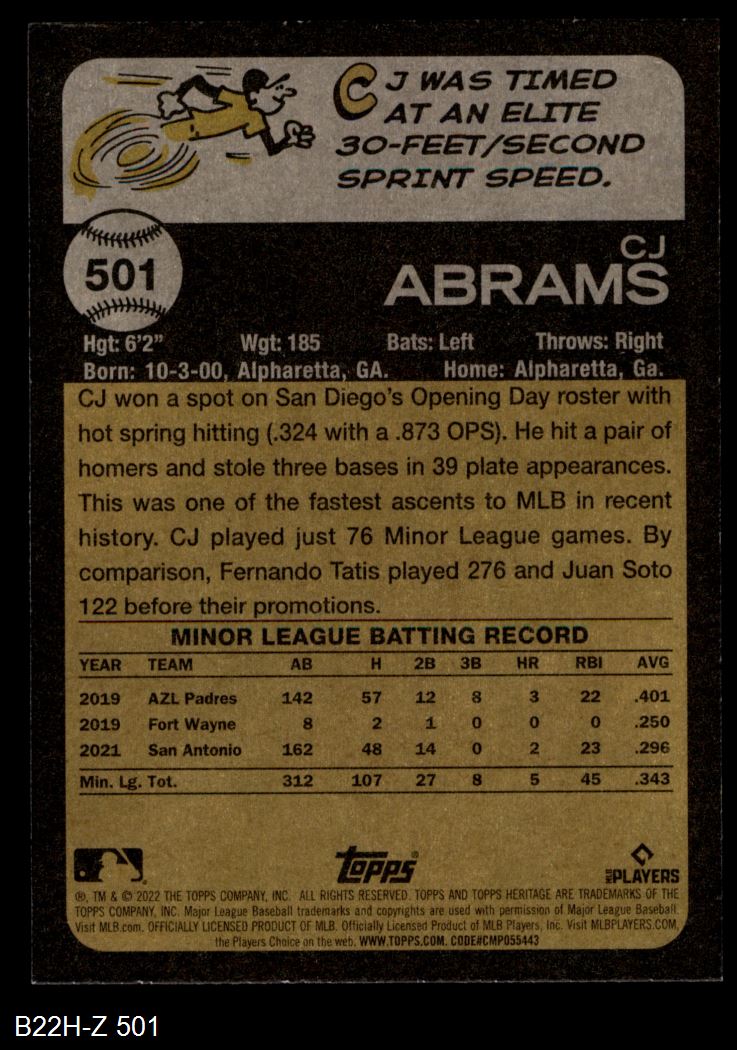 CJ WAS TIMED
AT AN ELITE
30-FEET/SECOND
SPRINT SPEED.
501
CJ
ABRAMS
Hgt: 6'2" Wgt: 185 Bats: Left Throws: Right
Born: 10-3-00, Alpharetta, GA. Home: Alpharetta, Ga.
CJ won a spot on San Diego's Opening Day roster with
hot spring hitting (.324 with a .873 OPS). He hit a pair of
homers and stole three bases in 39 plate appearances.
This was one of the fastest ascents to MLB in recent
history. CJ played just 76 Minor League games. By
comparison, Fernando Tatis played 276 and Juan Soto
122 before their promotions.
MINOR LEAGUE BATTING RECORD
YEAR TEAM AB H 2B 3B HR RBI AVG
2019 AZL Padres 142 57 12 8 3 22 .401
2019 Fort Wayne 8 2 1 0 0 0 .250
2021 San Antonio 162 48 14 0 2 23 .296
Min. Lg. Tot. 312 107 27 8 5 45 .343
topps
MLB PLAYERS
®, TM & © 2022 THE TOPPS COMPANY, INC. ALL RIGHTS RESERVED. TOPPS AND TOPPS HERITAGE ARE TRADEMARKS OF THE
TOPPS COMPANY, INC. Major League Baseball trademarks and copyrights are used with permission of Major League Baseball.
Visit MLB.com. OFFICIALLY LICENSED PRODUCT OF MLB. Officially Licensed Product of MLB Players, Inc. Visit MLBPLAYERS.COM,
the Players Choice on the web. WWW.TOPPS.COM. CODE#CMP055443
B22H-Z 501